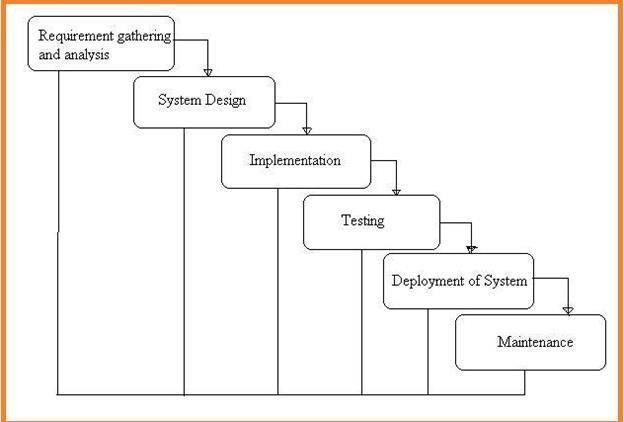 Requirement gathering
and analysis
System Design
Implementation
Testing
Deployment of System
Maintenance